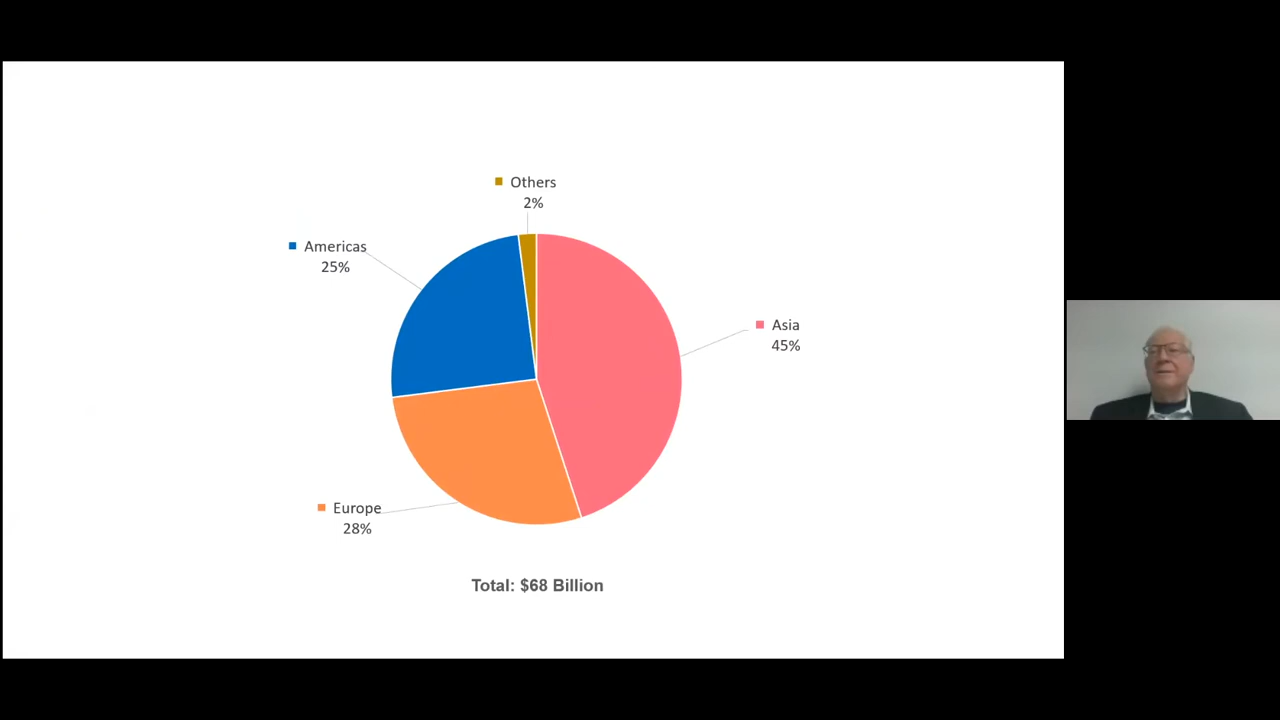 Others
2%
Americas
25%
Asia
45%
Europe
28%
Total: $68 Billion